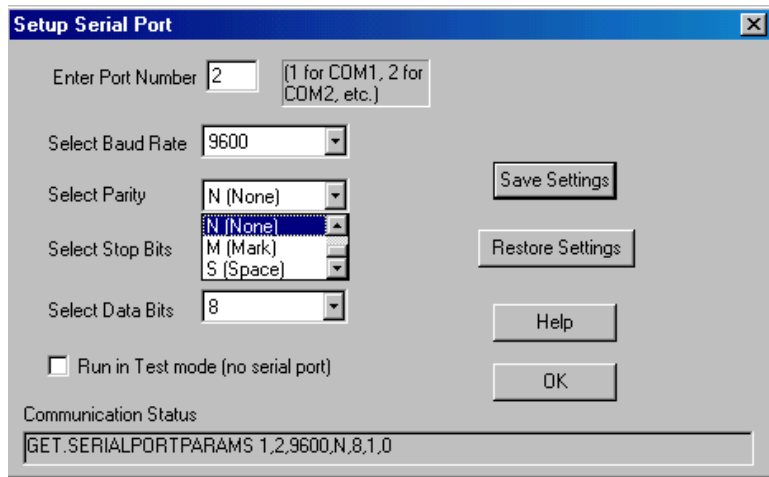 Setup Serial Port
Enter Port Number 2 (1 for COM1, 2 for
COM2, etc.)
Select Baud Rate 9600
Select Parity N (None)
N (None)
M (Mark)
S (Space)
Select Stop Bits
Select Data Bits 8
Run in Test mode (no serial port)
Save Settings
Restore Settings
Help
OK
Communication Status
GET.SERIALPORTPARAMS 1,2,9600,N,8,1,0